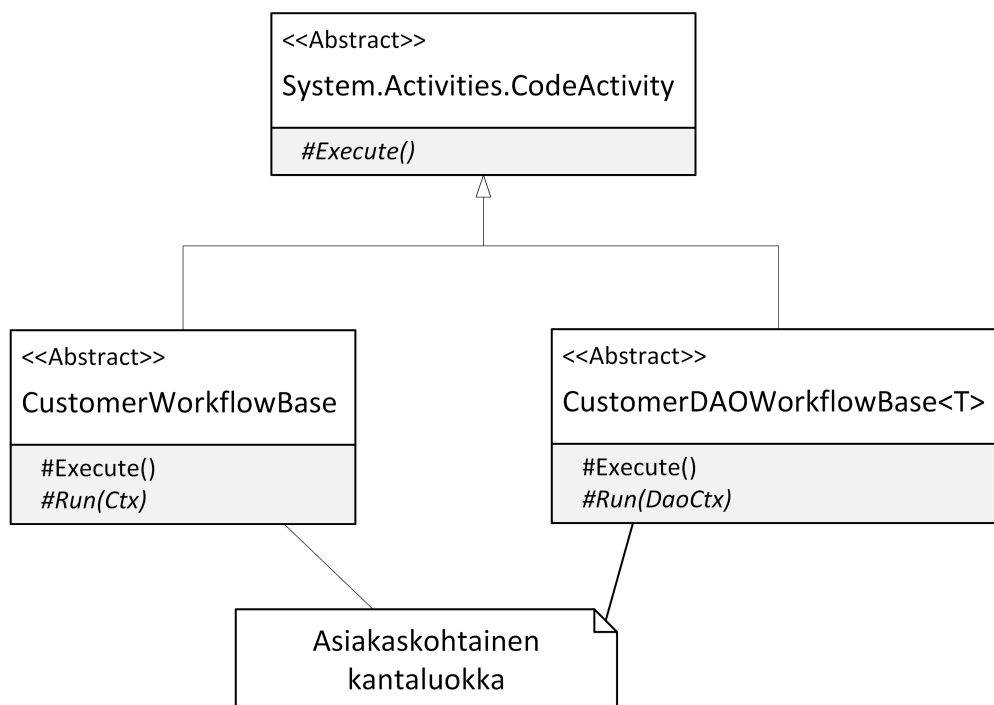 <<Abstract>>
System.Activities.CodeActivity
#Execute()
<<Abstract>>
CustomerWorkflowBase
#Execute()
#Run(Ctx)
<<Abstract>>
CustomerDAOWorkflowBase<T>
#Execute()
#Run(DaoCtx)
Asiakaskohtainen
kantaluokka